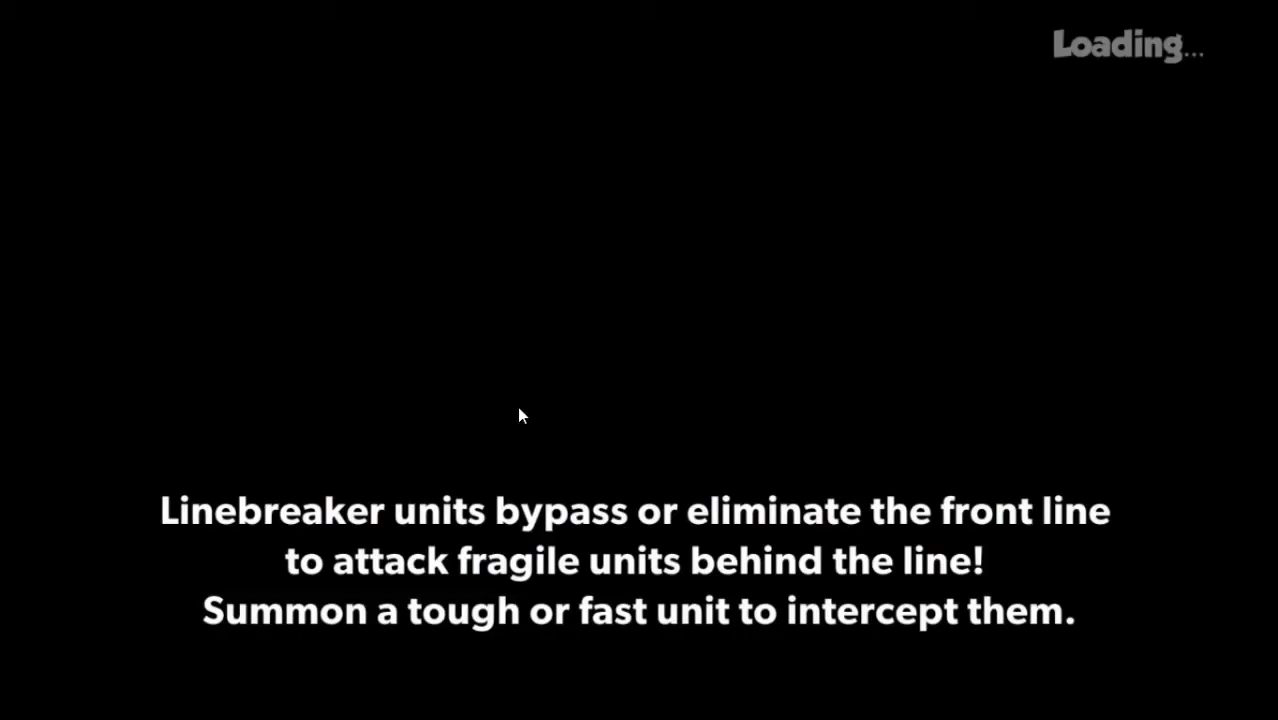 Loading...
Linebreaker units bypass or eliminate the front line
to attack fragile units behind the line!
Summon a tough or fast unit to intercept them.